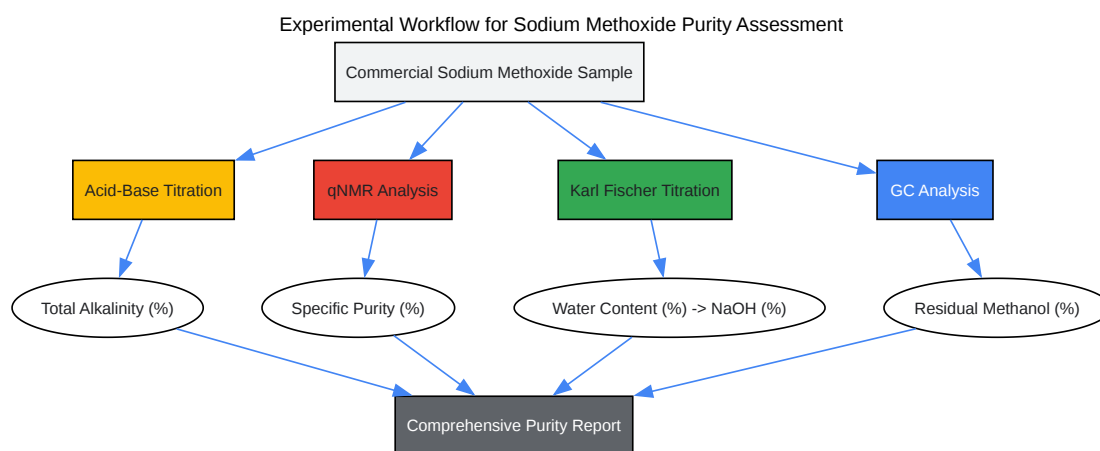 Experimental Workflow for Sodium Methoxide Purity Assessment
Commercial Sodium Methoxide Sample
Acid-Base Titration
qNMR Analysis
Karl Fischer Titration
GC Analysis
Total Alkalinity (%)
Specific Purity (%)
Water Content (%) -> NaOH (%)
Residual Methanol (%)
Comprehensive Purity Report